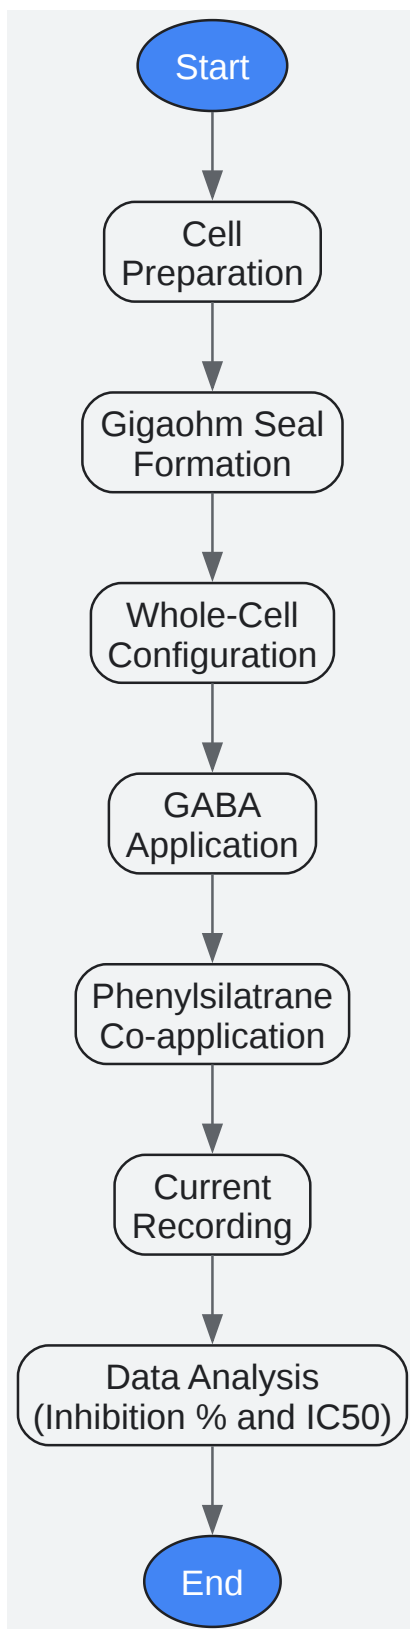 Start
Cell
Preparation
Gigaohm Seal
Formation
Whole-Cell
Configuration
GABA
Application
Phenylsilatrane
Co-application
Current
Recording
Data Analysis
(Inhibition % and IC50)
End